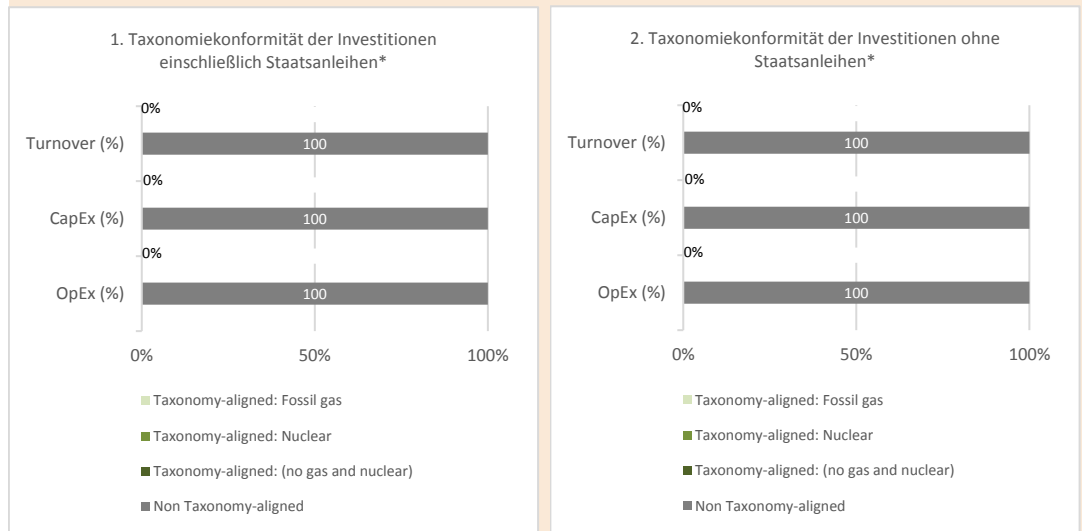 1. Taxonomiekonformität der Investitionen
einschließlich Staatsanleihen*
0%
Turnover (%)
100
0%
CapEx (%)
100
0%
OpEx (%)
100
0%
50%
100%
Taxonomy-aligned: Fossil gas
Taxonomy-aligned: Nuclear
Taxonomy-aligned: (no gas and nuclear)
Non Taxonomy-aligned
2. Taxonomiekonformität der Investitionen ohne
Staatsanleihen*
0%
Turnover (%)
100
0%
CapEx (%)
100
0%
OpEx (%)
100
0%
50%
100%
Taxonomy-aligned: Fossil gas
Taxonomy-aligned: Nuclear
Taxonomy-aligned: (no gas and nuclear)
Non Taxonomy-aligned